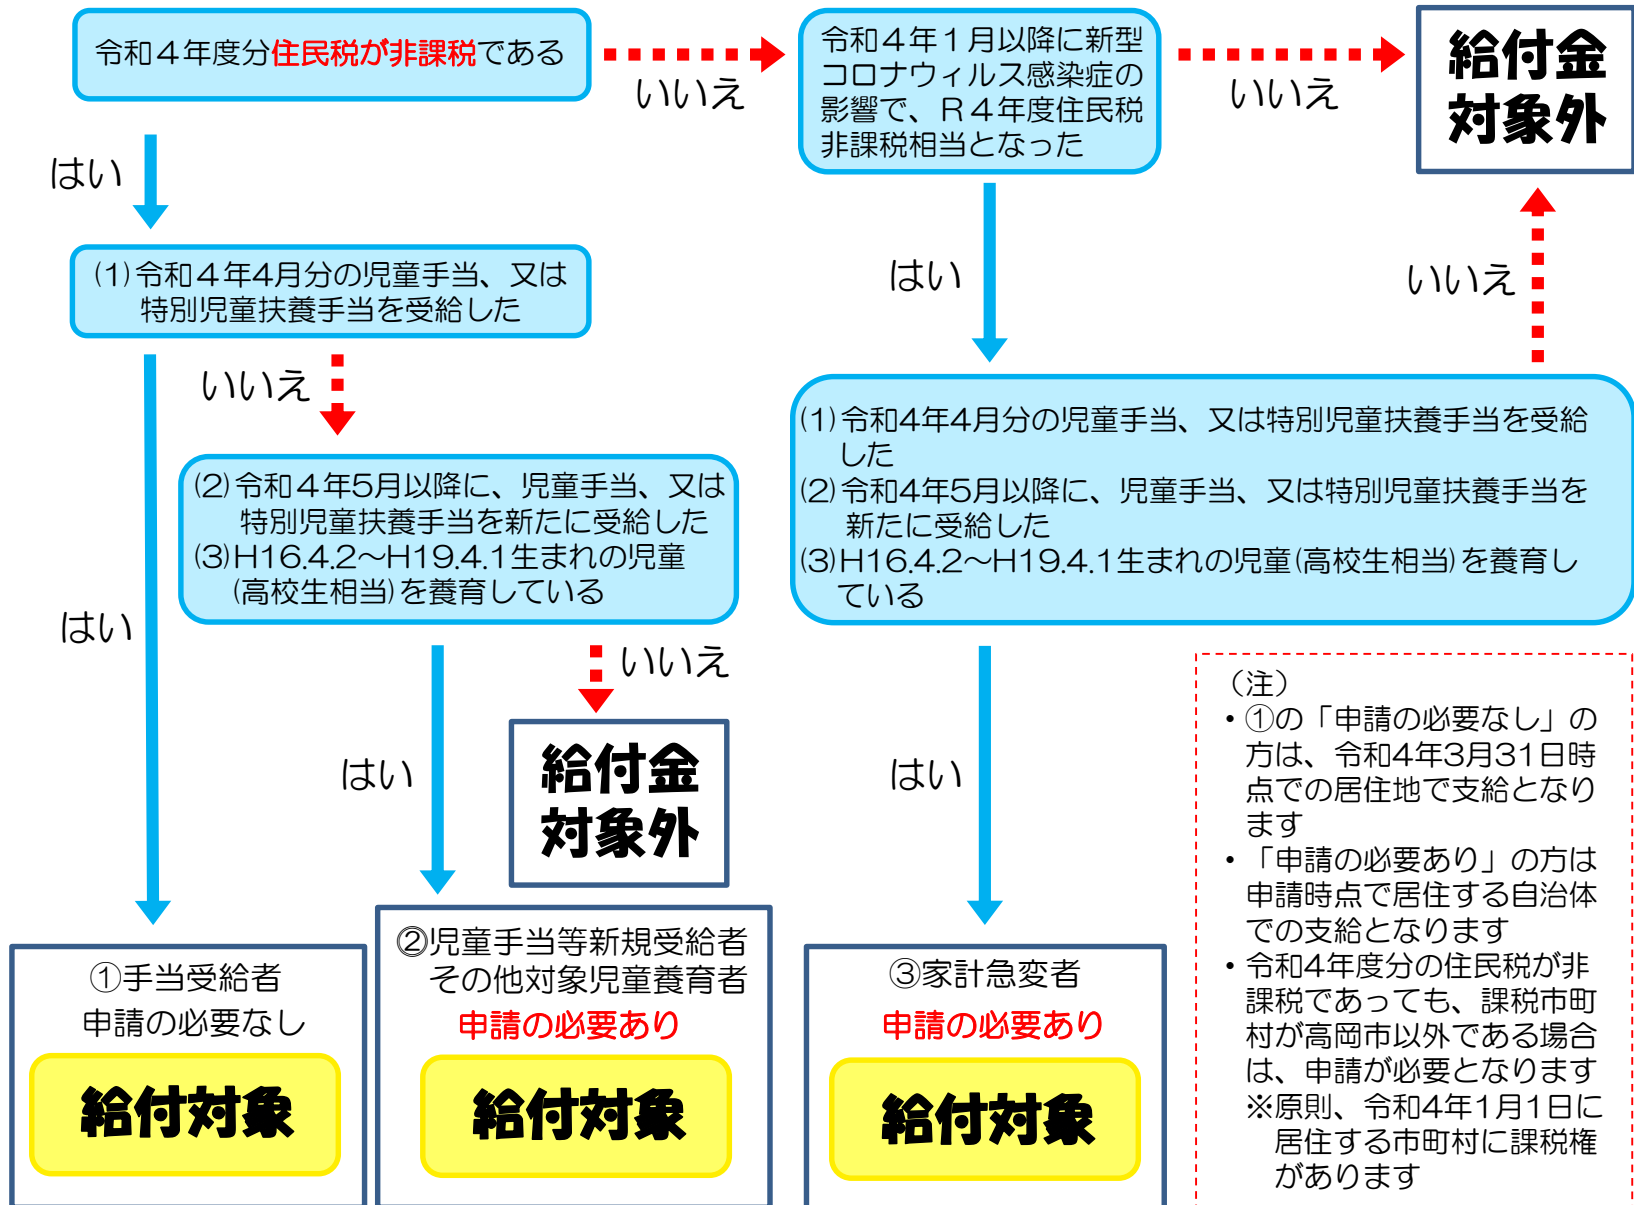 令和４年度分住民税が非課税である
いいえ
令和４年１月以降に新型
コロナウィルス感染症の
影響で、Ｒ４年度住民税
非課税相当となった
いいえ
給付金
対象外
はい
(1)令和４年4月分の児童手当、又は
特別児童扶養手当を受給した
はい
いいえ
いいえ
(1)令和4年4月分の児童手当、又は特別児童扶養手当を受給
した
(2)令和4年5月以降に、児童手当、又は特別児童扶養手当を
新たに受給した
(3)H16.4.2～H19.4.1生まれの児童(高校生相当)を養育し
ている
(2)令和４年5月以降に、児童手当、又は
特別児童扶養手当を新たに受給した
(3)H16.4.2～H19.4.1生まれの児童
(高校生相当)を養育している
はい
いいえ
はい
給付金
対象外
はい
（注）
・①の「申請の必要なし」の
方は、令和4年3月31日時
点での居住地で支給となり
ます
・「申請の必要あり」の方は
申請時点で居住する自治体
での支給となります
・令和4年度分の住民税が非
課税であっても、課税市町
村が高岡市以外である場合
は、申請が必要となります
※原則、令和4年1月1日に
居住する市町村に課税権
があります
①手当受給者
申請の必要なし
給付対象
②児童手当等新規受給者
その他対象児童養育者
申請の必要あり
給付対象
③家計急変者
申請の必要あり
給付対象